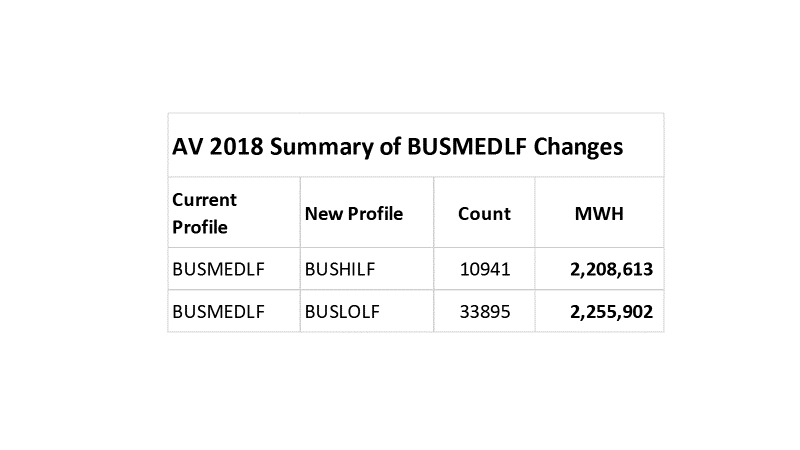 AV 2018 Summary of BUSMEDLF Changes
Current Profile New Profile Count MWH
BUSMEDLF BUSHILF 10941 2,208,613
BUSMEDLF BUSLOLF 33895 2,255,902